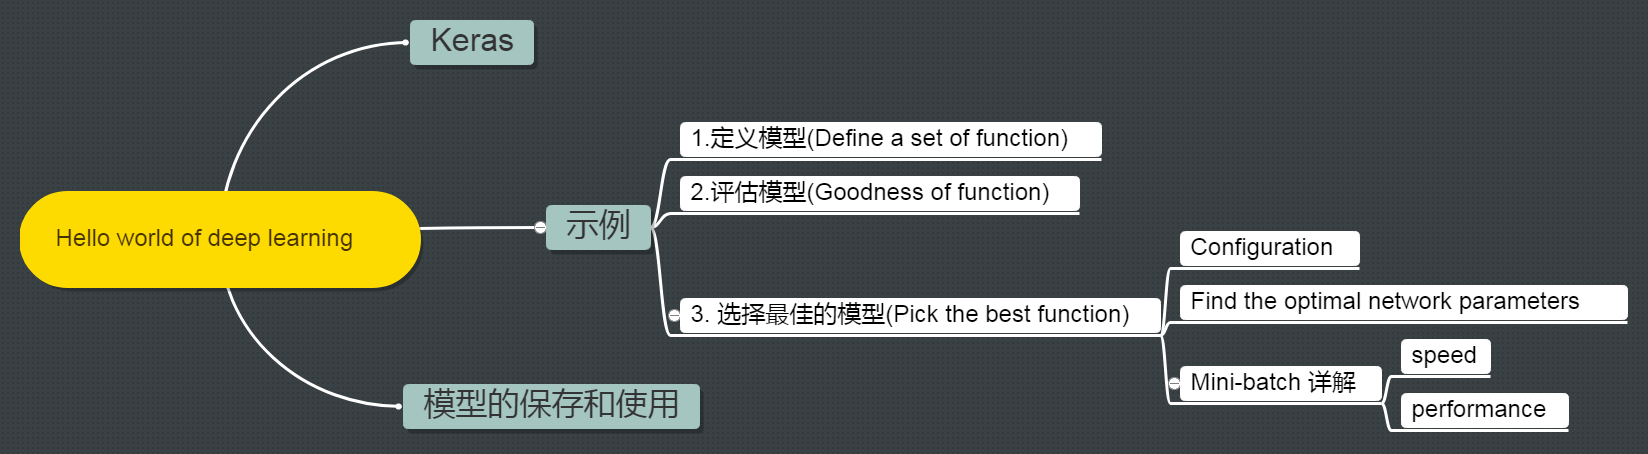 Keras
1.定义模型(Define a set of function)
2.评估模型(Goodness of function)
示例
Hello world of deep learning
Configuration
Find the optimal network parameters
3. 选择最佳的模型(Pick the best function)
speed
Mini-batch 详解
performance
模型的保存和使用